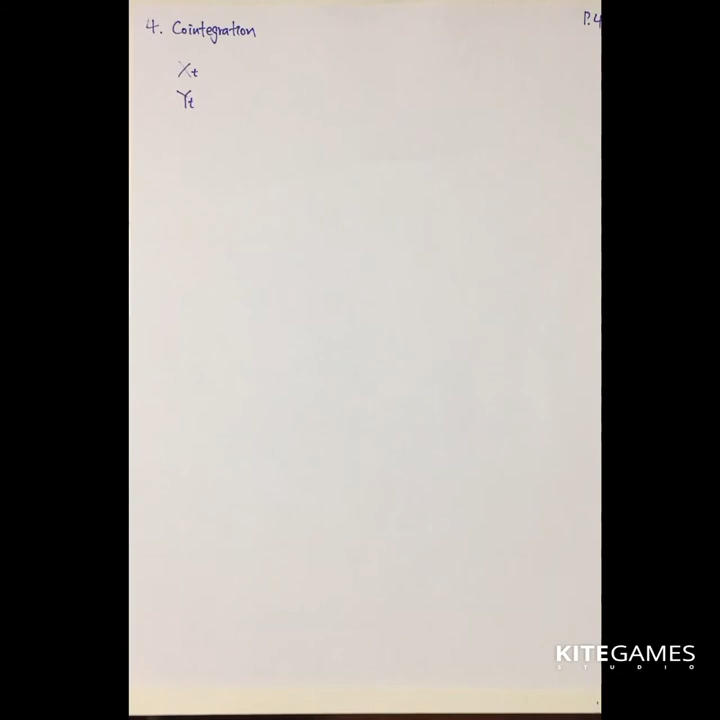 P.4
4. Cointegration
Xt
Yt
KITEGAMES
STUDIO